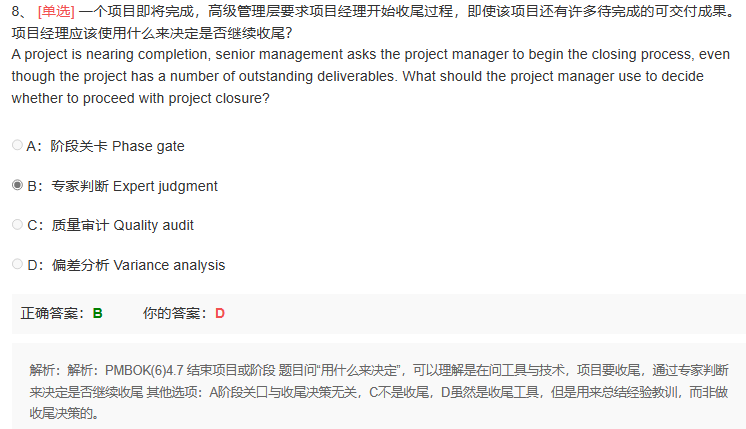 8、 [单选] 一个项目即将完成，高级管理层要求项目经理开始收尾过程，即使该项目还有许多待完成的可交付成果。
项目经理应该使用什么来决定是否继续收尾？
A project is nearing completion, senior management asks the project manager to begin the closing process, even
though the project has a number of outstanding deliverables. What should the project manager use to decide
whether to proceed with project closure?
A：阶段关卡 Phase gate
B：专家判断 Expert judgment
C：质量审计 Quality audit
D：偏差分析 Variance analysis
正确答案：B 你的答案：D
解析：解析：PMBOK(6)4.7 结束项目或阶段 题目问“用什么来决定”，可以理解是在问工具与技术，项目要收尾，通过专家判断
来决定是否继续收尾 其他选项：A阶段关口与收尾决策无关，C不是收尾，D虽然是收尾工具，但是用来总结经验教训，而非做
收尾决策的。